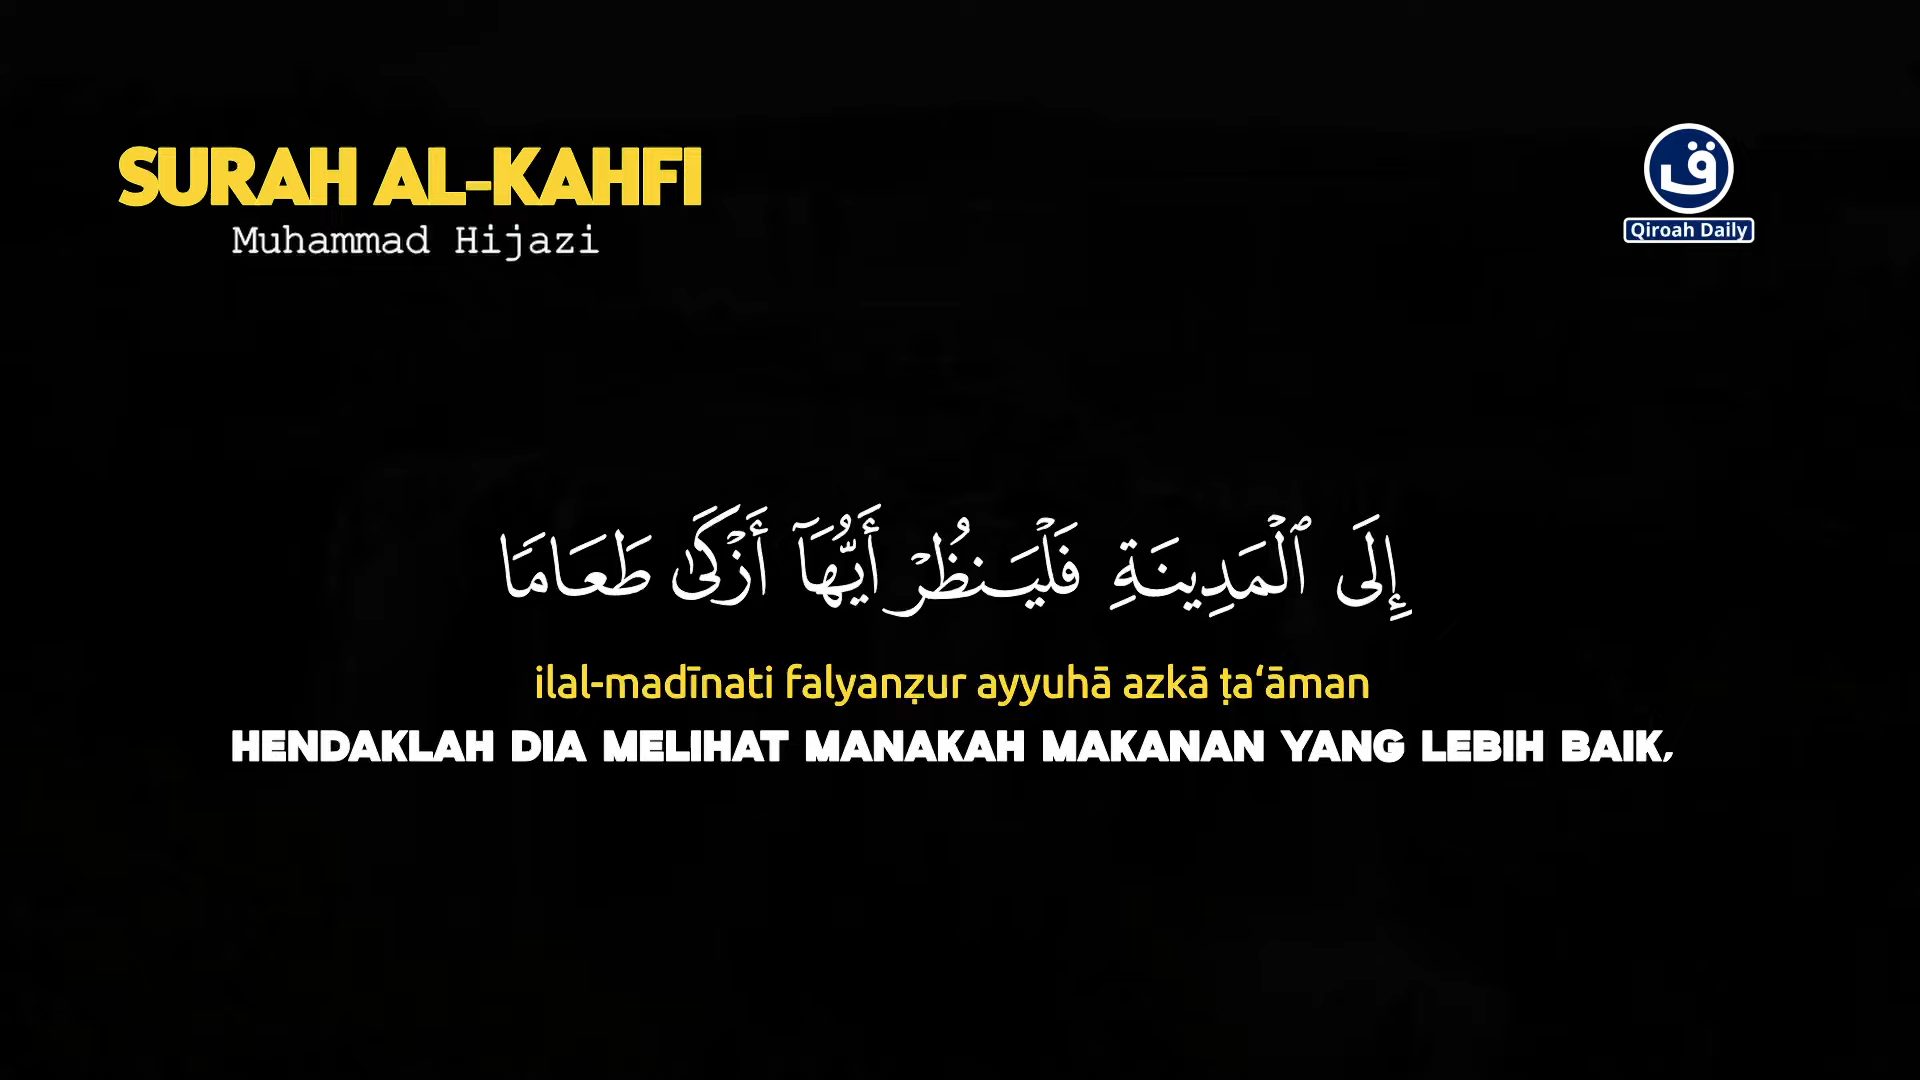 SURAH AL-KAHFI
Muhammad Hijazi
ق
Qiroah Daily
إِلَى ٱلْمَدِينَةِ فَلْيَنظُرْ أَيُّهَآ أَزْكَىٰ طَعَامًا
ilal-madīnati falyanẓur ayyuhā azkā ṭa‘āman
HENDAKLAH DIA MELIHAT MANAKAH MAKANAN YANG LEBIH BAIK,